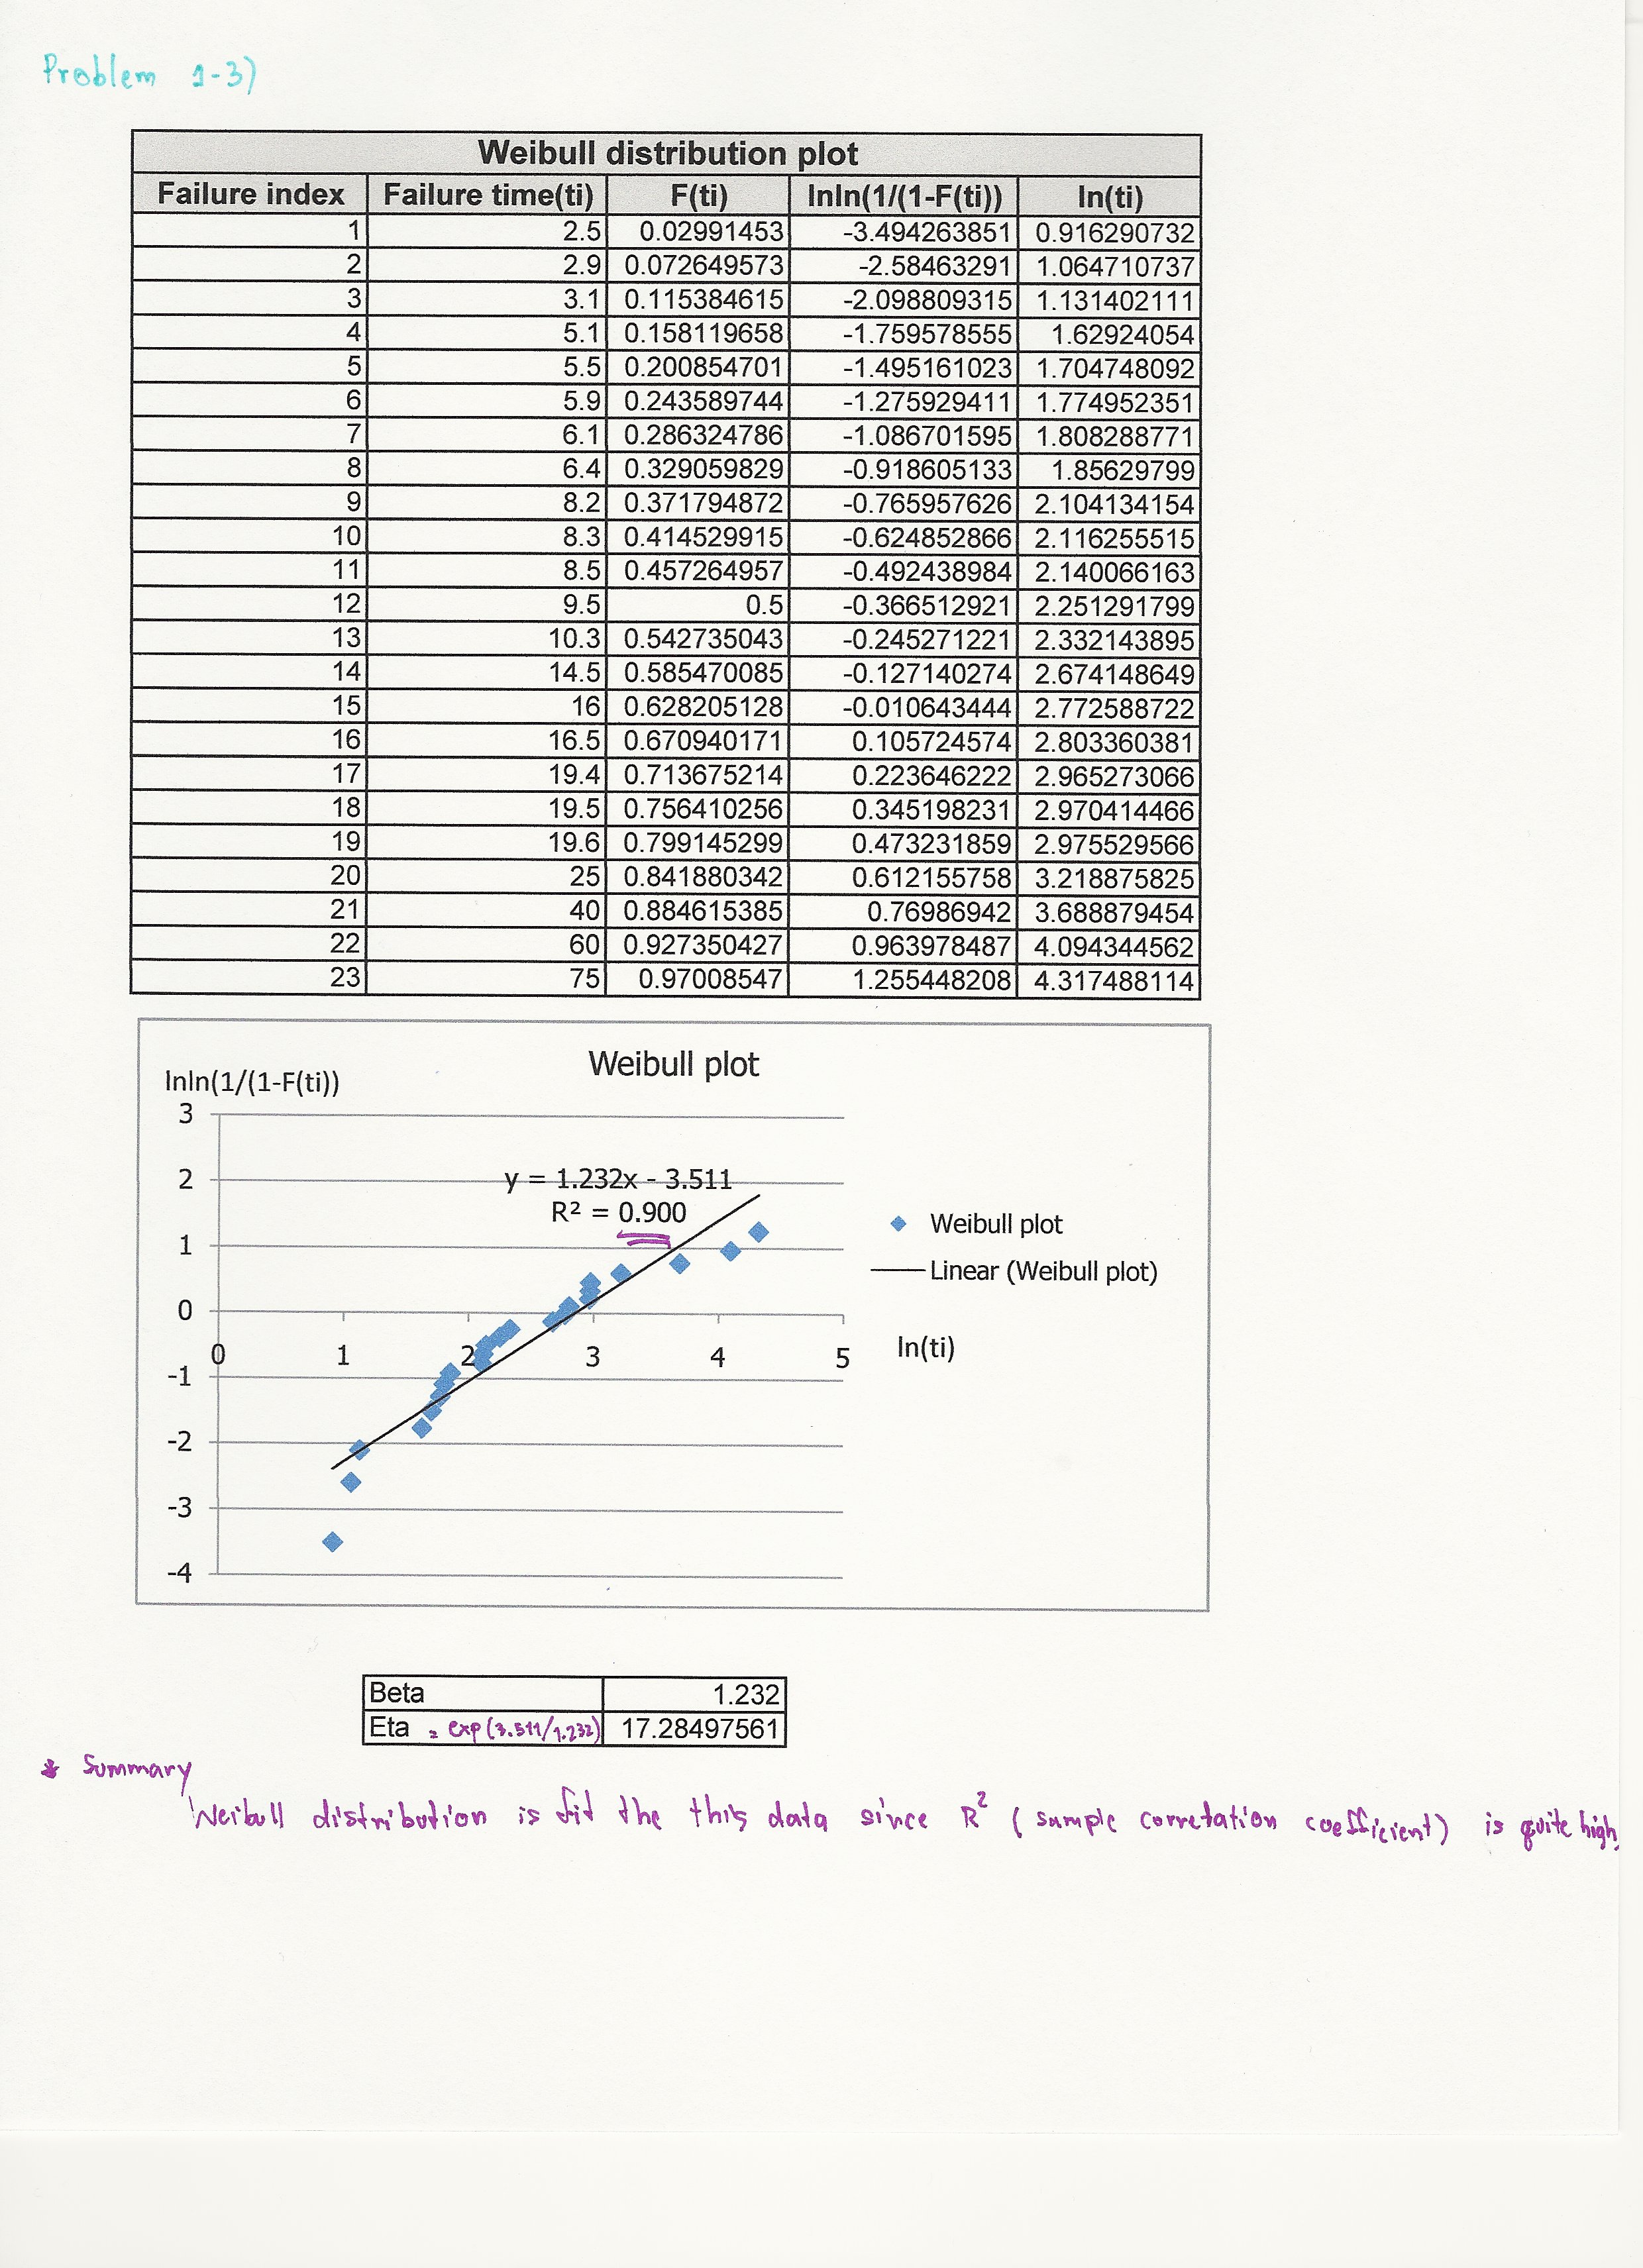 Problem 1-3)
Weibull distribution plot
Failure index Failure time(ti) F(ti) lnln(1/(1-F(ti)) ln(ti)
1 2.5 0.02991453 -3.494263851 0.916290732
2 2.9 0.072649573 -2.58463291 1.064710737
3 3.1 0.115384615 -2.098809315 1.131402111
4 5.1 0.158119658 -1.759578555 1.62924054
5 5.5 0.200854701 -1.495161023 1.704748092
6 5.9 0.243589744 -1.275929411 1.774952351
7 6.1 0.286324786 -1.086701595 1.808288771
8 6.4 0.329059829 -0.918605133 1.85629799
9 8.2 0.371794872 -0.765957626 2.104134154
10 8.3 0.414529915 -0.624852866 2.116255515
11 8.5 0.457264957 -0.492438984 2.140066163
12 9.5 0.5 -0.366512921 2.251291799
13 10.3 0.542735043 -0.245271221 2.332143895
14 14.5 0.585470085 -0.127140274 2.674148649
15 16 0.628205128 -0.010643444 2.772588722
16 16.5 0.670940171 0.105724574 2.803360381
17 19.4 0.713675214 0.223646222 2.965273066
18 19.5 0.756410256 0.345198231 2.970414466
19 19.6 0.799145299 0.473231859 2.975529566
20 25 0.841880342 0.612155758 3.218875825
21 40 0.884615385 0.76986942 3.688879454
22 60 0.927350427 0.963978487 4.094344562
23 75 0.97008547 1.255448208 4.317488114
Weibull plot
lnln(1/(1-F(ti))
3
2
y = 1.232x - 3.511
R² = 0.900
1
Weibull plot
Linear (Weibull plot)
0
0 1 2 3 4 5
ln(ti)
-1
-2
-3
-4
Beta 1.232
Eta = exp(3.511/1.232) 17.28497561
* Summary
Weibull distribution is fit the this data since R² (sample corretation coefficient) is quite high.